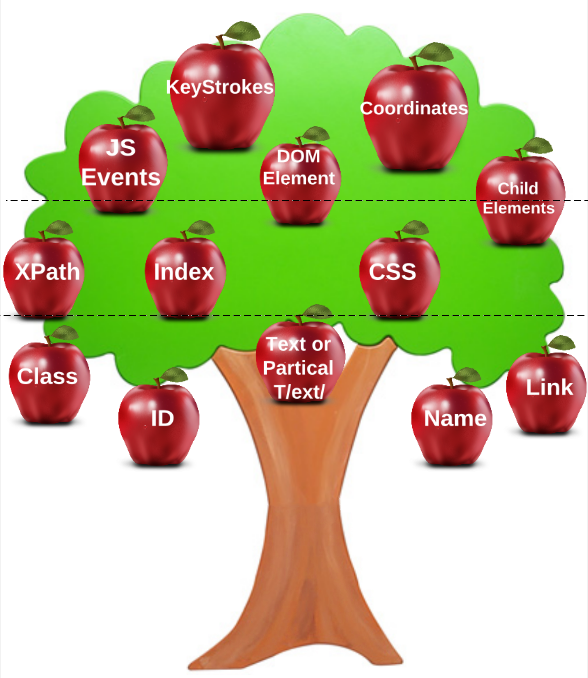 KeyStrokes
Coordinates
JS
Events
DOM
Element
Child
Elements
XPath
Index
CSS
Text or
Partical
T/ext/
Class
Link
ID
Name